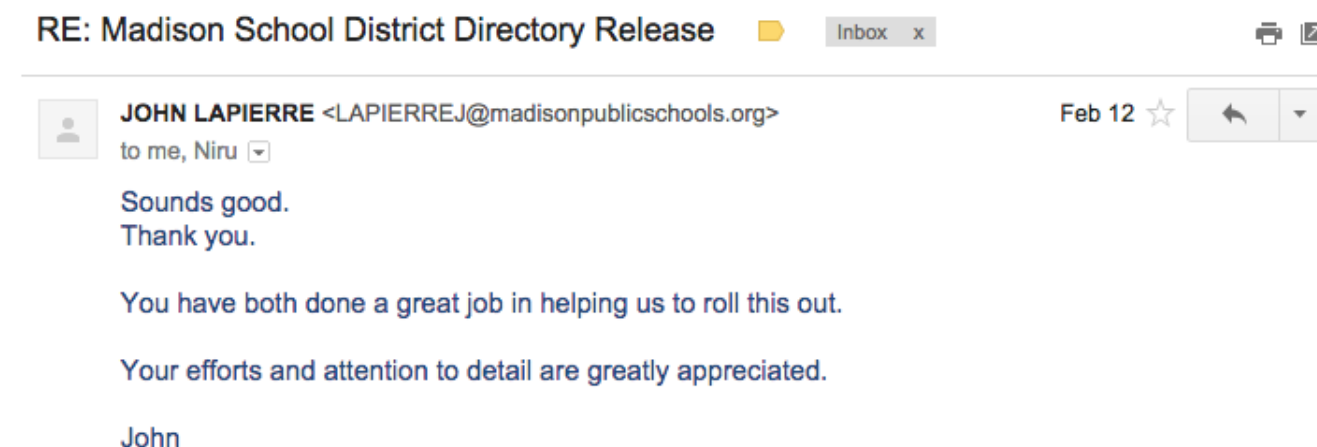 RE: Madison School District Directory Release
Inbox x
JOHN LAPIERRE <LAPIERREJ@madisonpublicschools.org>
Feb 12
to me, Niru
Sounds good.
Thank you.
You have both done a great job in helping us to roll this out.
Your efforts and attention to detail are greatly appreciated.
John